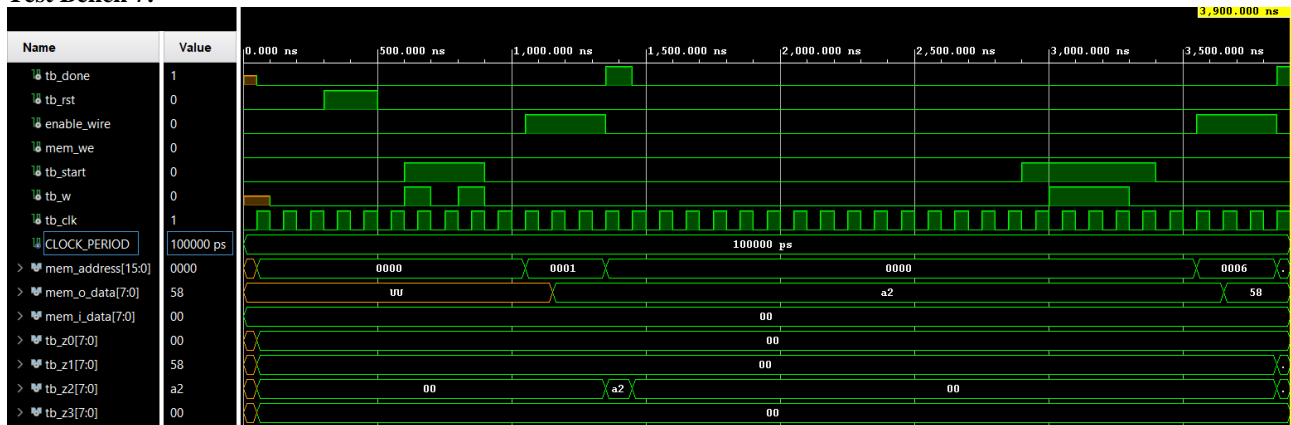 3,900.000 ns
Name Value 0.000 ns 500.000 ns 1,000.000 ns 1,500.000 ns 2,000.000 ns 2,500.000 ns 3,000.000 ns 3,500.000 ns
tb_done 1
tb_rst 0
enable_wire 0
mem_we 0
tb_start 0
tb_w 0
tb_clk 1
CLOCK_PERIOD 100000 ps 100000 ps
mem_address[15:0] 0000 0000 0001 0000 0006 .
mem_o_data[7:0] 58 UU a2 58
mem_i_data[7:0] 00 00
tb_z0[7:0] 00 00
tb_z1[7:0] 58 00 .
tb_z2[7:0] a2 00 a2 00 .
tb_z3[7:0] 00 00